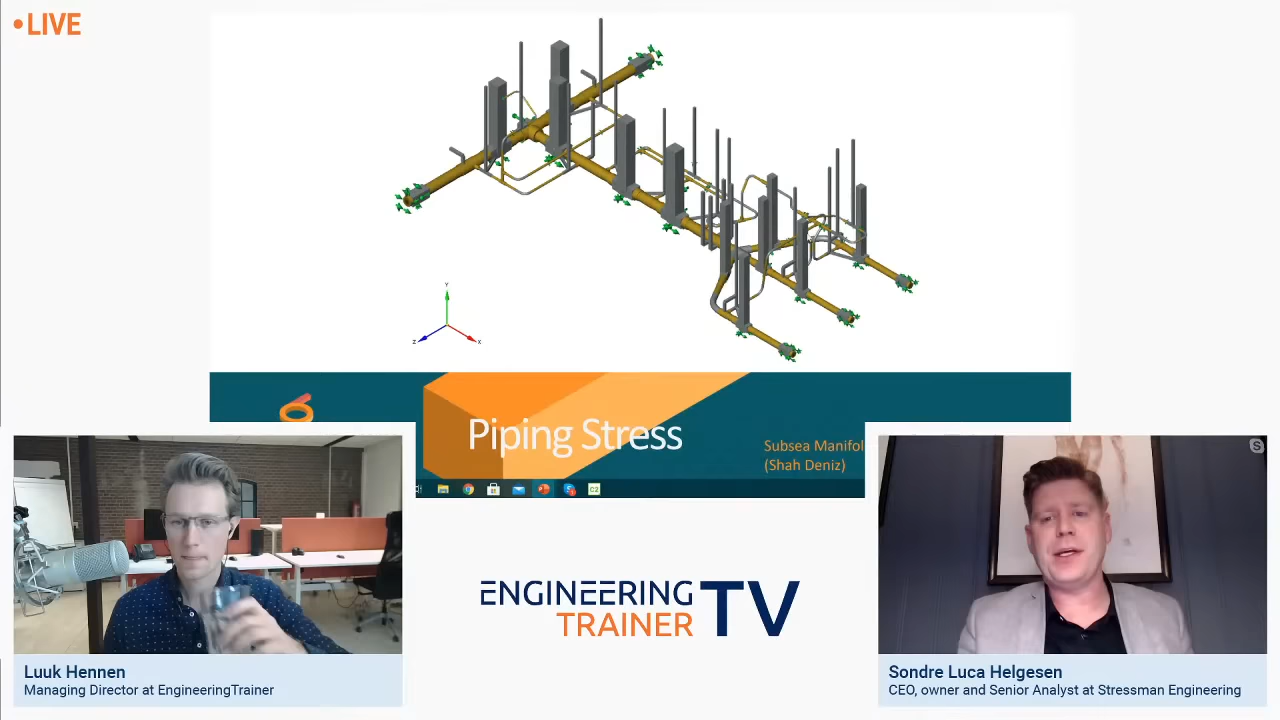 LIVE
Y
Z
X
Piping Stress
Subsea Manifol
(Shah Deniz)
C2
ENGINEERING
TRAINER
TV
Luuk Hennen
Managing Director at EngineeringTrainer
Sondre Luca Helgesen
CEO, owner and Senior Analyst at Stressman Engineering